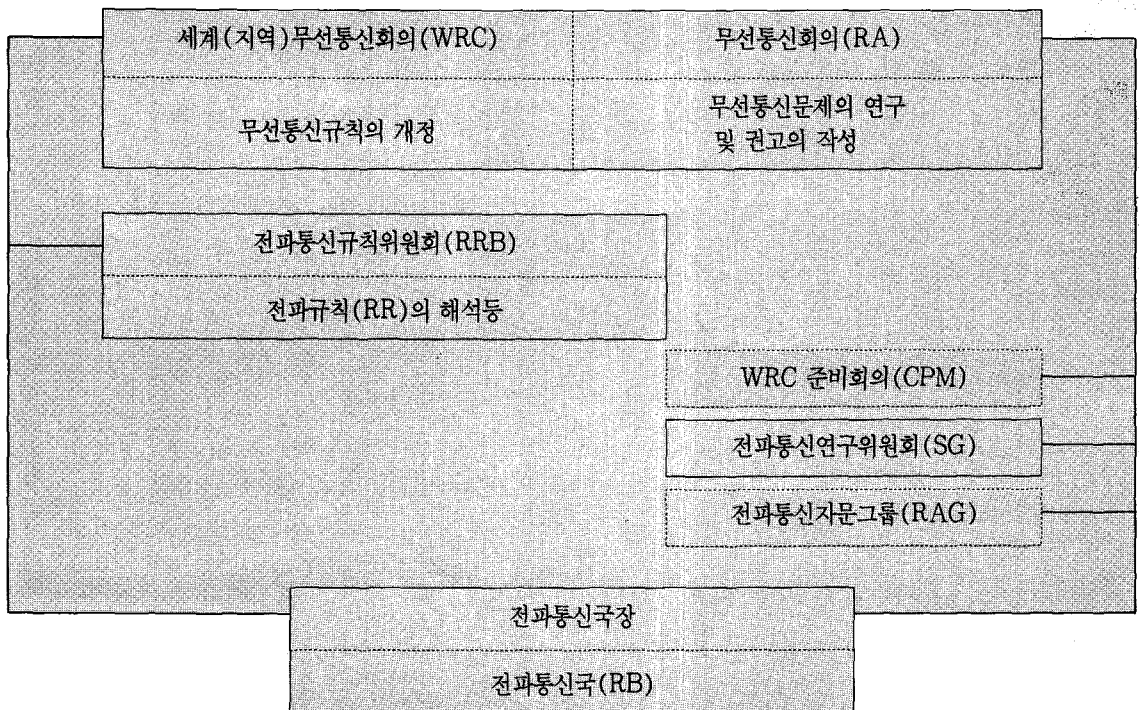 세계(지역)무선통신회의(WRC)
무선통신회의(RA)
무선통신규칙의 개정
무선통신문제의 연구
및 권고의 작성
전파통신규칙위원회(RRB)
전파규칙(RR)의 해석등
WRC 준비회의(CPM)
전파통신연구위원회(SG)
전파통신자문그룹(RAG)
전파통신국장
전파통신국(RB)